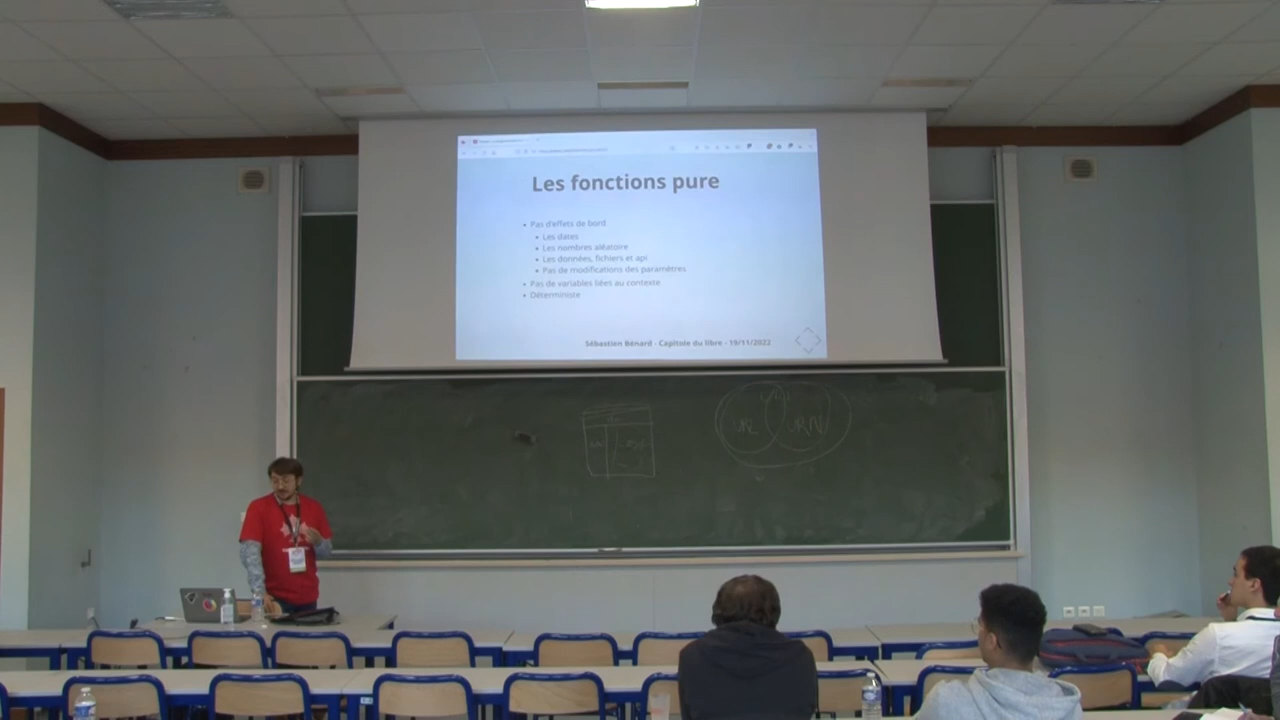 Les fonctions pure
Pas d'effets de bord
Les dates
Les nombres aléatoire
Les données, fichiers et api
Pas de modifications des paramètres
Pas de variables liées au contexte
Déterministe
Sébastien Bénard - Capitole du libre - 19/11/2022